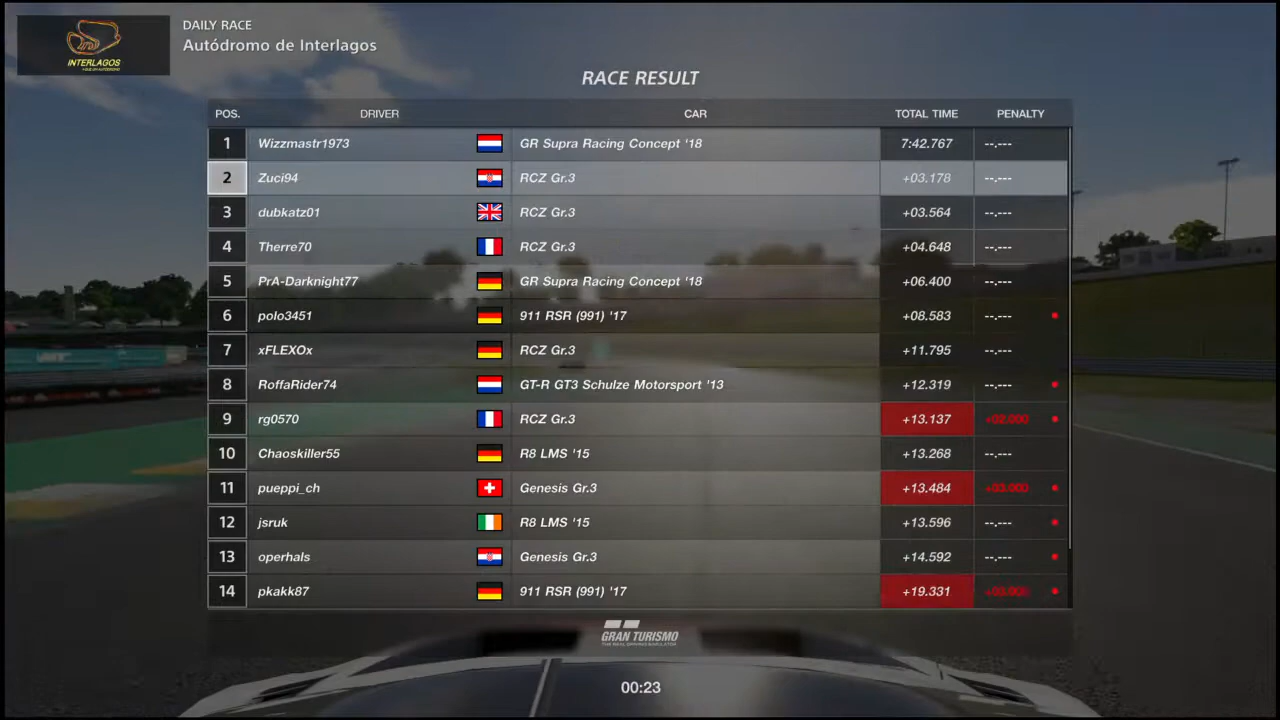 DAILY RACE
Autódromo de Interlagos
INTERLAGOS
RACE RESULT
POS. DRIVER CAR TOTAL TIME PENALTY
1 Wizzmastr1973 GR Supra Racing Concept '18 7:42.767 --.---
2 Zuci94 RCZ Gr.3 +03.178 --.---
3 dubkatz01 RCZ Gr.3 +03.564 --.---
4 Therre70 RCZ Gr.3 +04.648 --.---
5 PrA-Darknight77 GR Supra Racing Concept '18 +06.400 --.---
6 polo3451 911 RSR (991) '17 +08.583 --.---
7 xFLEXOx RCZ Gr.3 +11.795 --.---
8 RoffaRider74 GT-R GT3 Schulze Motorsport '13 +12.319 --.---
9 rg0570 RCZ Gr.3 +13.137 +02.000
10 Chaoskiller55 R8 LMS '15 +13.268 --.---
11 pueppi_ch Genesis Gr.3 +13.484 +03.000
12 jsruk R8 LMS '15 +13.596 --.---
13 operhals Genesis Gr.3 +14.592 --.---
14 pkakk87 911 RSR (991) '17 +19.331 +03.000
GRAN TURISMO
THE REAL DRIVING SIMULATOR
00:23